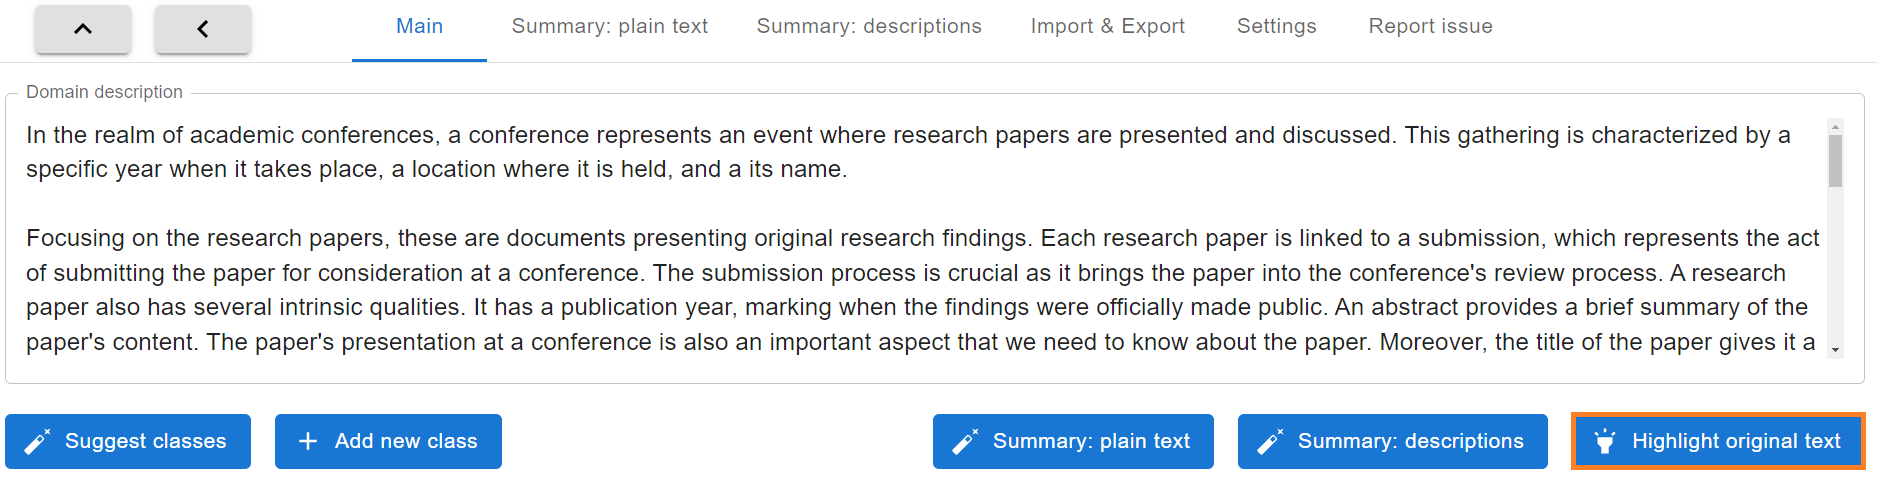 Main Summary: plain text Summary: descriptions Import & Export Settings Report issue
Domain description
In the realm of academic conferences, a conference represents an event where research papers are presented and discussed. This gathering is characterized by a
specific year when it takes place, a location where it is held, and a its name.
Focusing on the research papers, these are documents presenting original research findings. Each research paper is linked to a submission, which represents the act
of submitting the paper for consideration at a conference. The submission process is crucial as it brings the paper into the conference's review process. A research
paper also has several intrinsic qualities. It has a publication year, marking when the findings were officially made public. An abstract provides a brief summary of the
paper's content. The paper's presentation at a conference is also an important aspect that we need to know about the paper. Moreover, the title of the paper gives it a
Suggest classes Add new class Summary: plain text Summary: descriptions Highlight original text